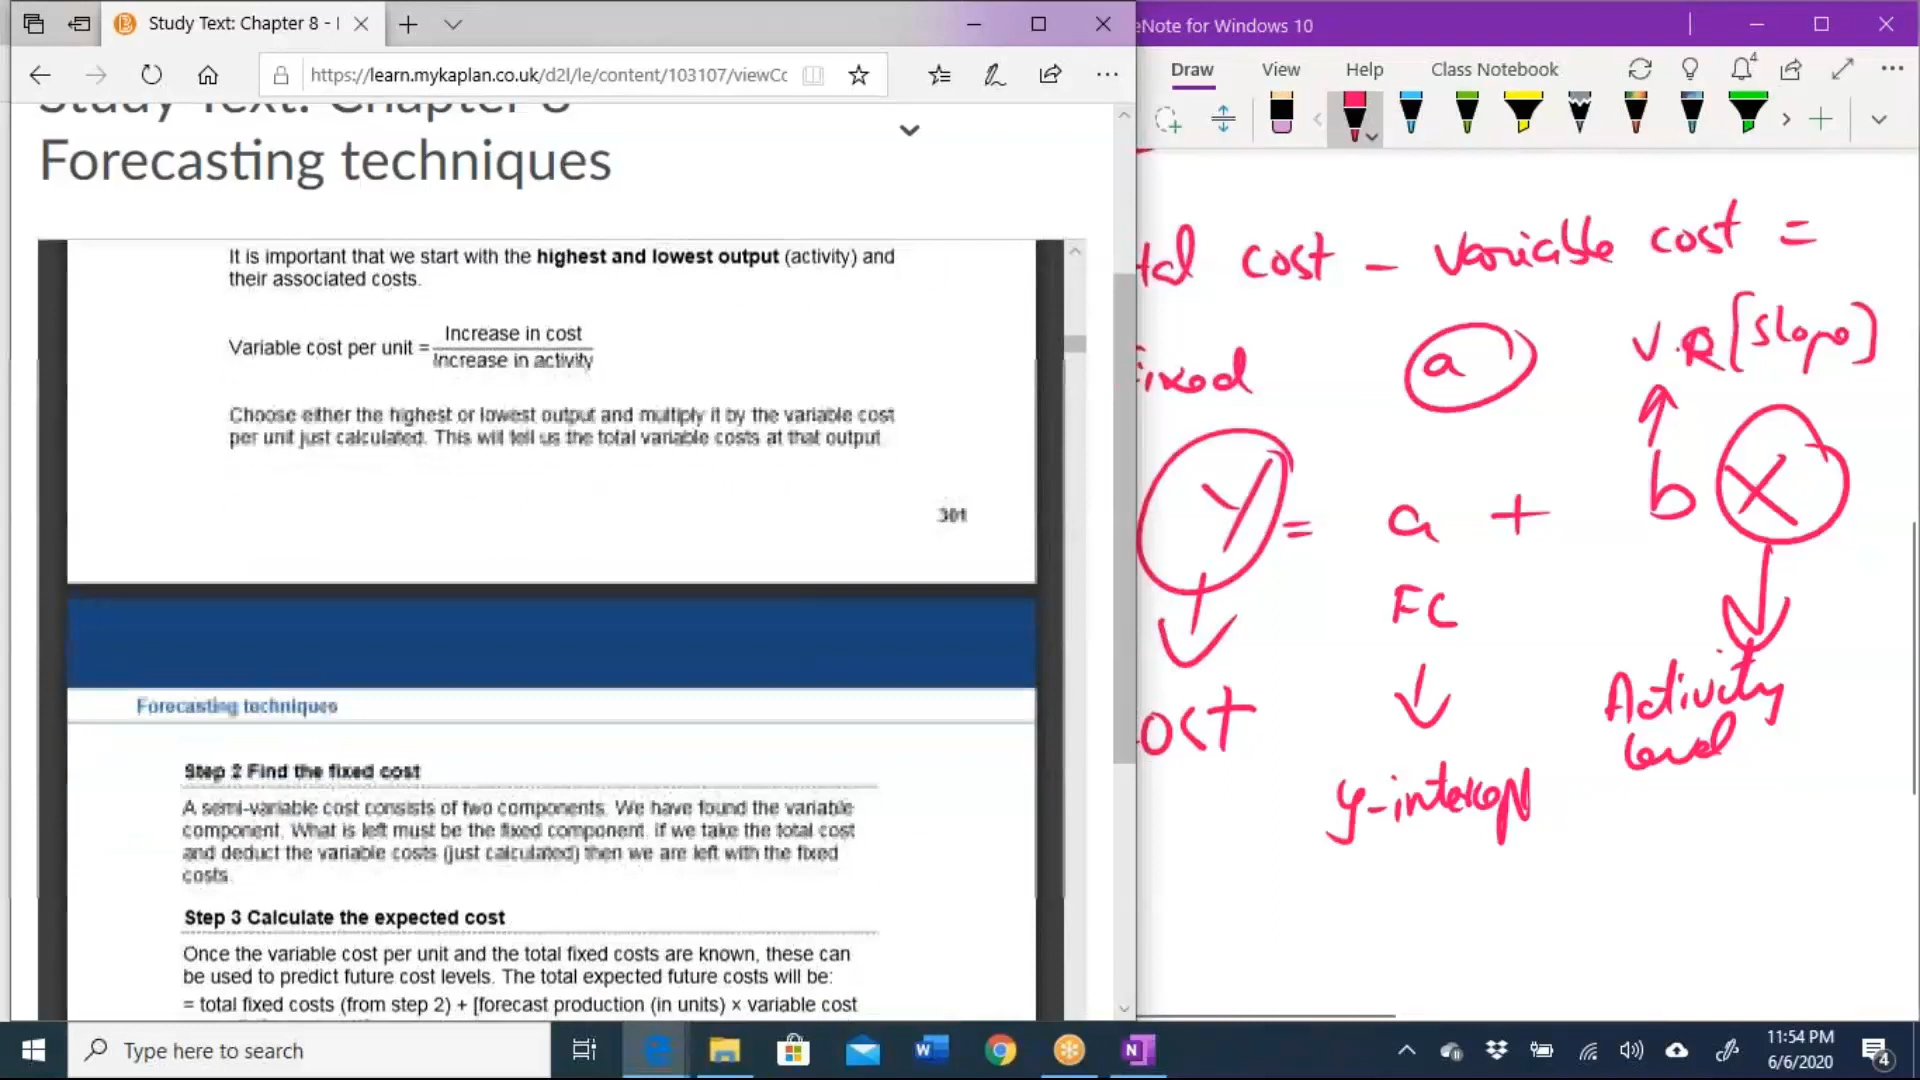 Study Text: Chapter 8 - I
https://learn.mykaplan.co.uk/d2l/le/content/103107/viewCc
Study Text: Chapter 8
Forecasting techniques
It is important that we start with the highest and lowest output (activity) and
their associated costs.
Variable cost per unit = Increase in cost
Increase in activity
Choose either the highest or lowest output and multiply it by the variable cost
per unit just calculated. This will tell us the total variable costs at that output
301
Forecasting techniques
Step 2 Find the fixed cost
A semi-variable cost consists of two components. We have found the variable
component. What is left must be the fixed component. If we take the total cost
and deduct the variable costs (just calculated) then we are left with the fixed
costs.
Step 3 Calculate the expected cost
Once the variable cost per unit and the total fixed costs are known, these can
be used to predict future cost levels. The total expected future costs will be:
= total fixed costs (from step 2) + [forecast production (in units) × variable cost
eNote for Windows 10
Draw View Help Class Notebook
4
tal cost - variable cost =
V.R [Slope]
Fixed a
Y = a + b X
FC
Activity
level
ost
y-intercept
Type here to search
11:54 PM
6/6/2020
4